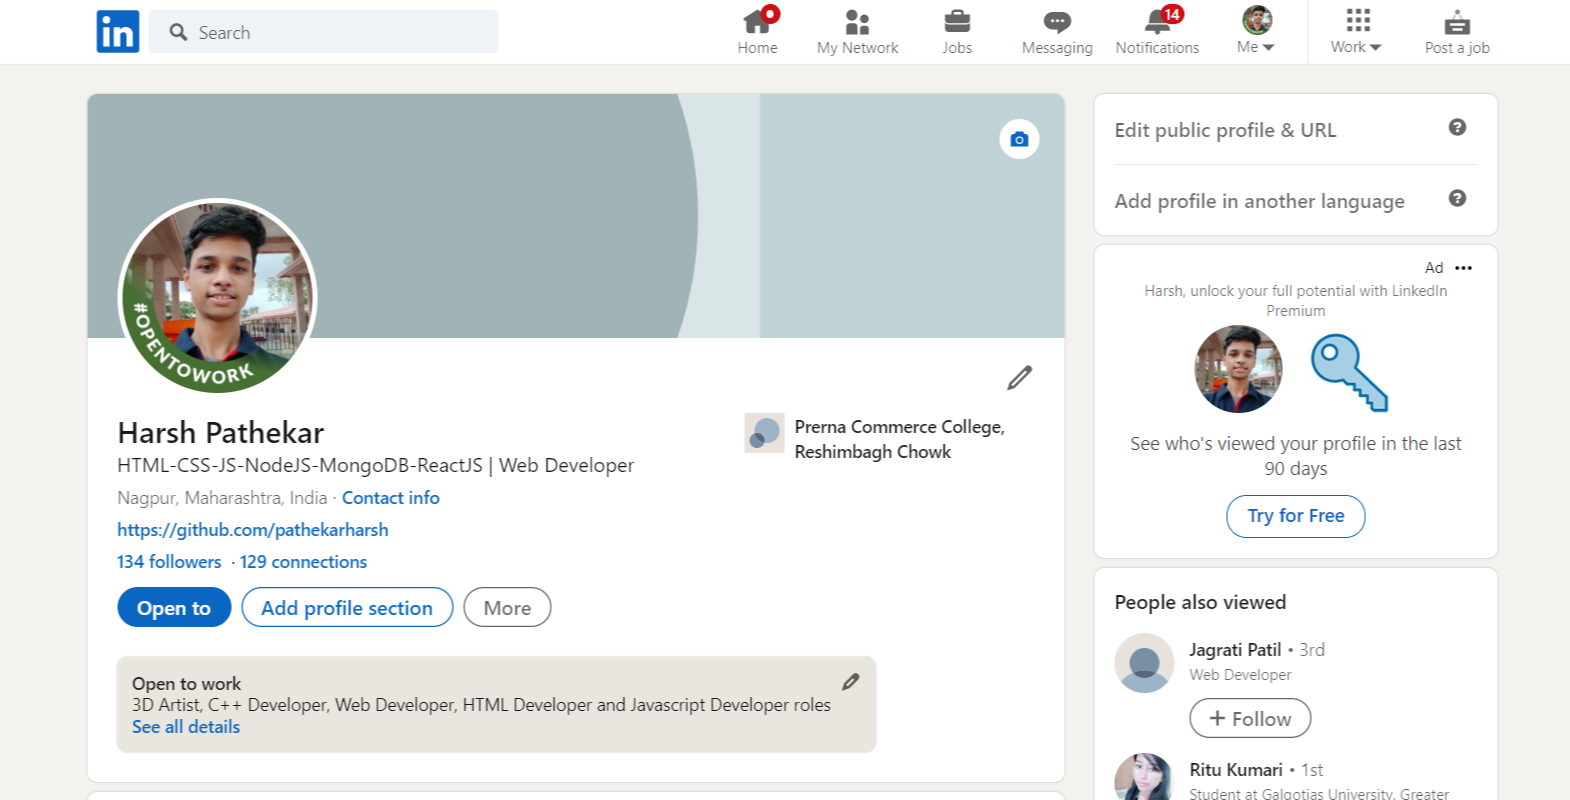 in
Search
Home
My Network
Jobs
Messaging
14
Notifications
Me
Work
Post a job
#OPENTOWORK
Harsh Pathekar
HTML-CSS-JS-NodeJS-MongoDB-ReactJS | Web Developer
Nagpur, Maharashtra, India · Contact info
https://github.com/pathekarharsh
134 followers · 129 connections
Open to
Add profile section
More
Prerna Commerce College,
Reshimbagh Chowk
Open to work
3D Artist, C++ Developer, Web Developer, HTML Developer and Javascript Developer roles
See all details
Edit public profile & URL
Add profile in another language
Ad
Harsh, unlock your full potential with LinkedIn
Premium
See who's viewed your profile in the last
90 days
Try for Free
People also viewed
Jagrati Patil • 3rd
Web Developer
+ Follow
Ritu Kumari • 1st
Student at Galgotias University, Greater